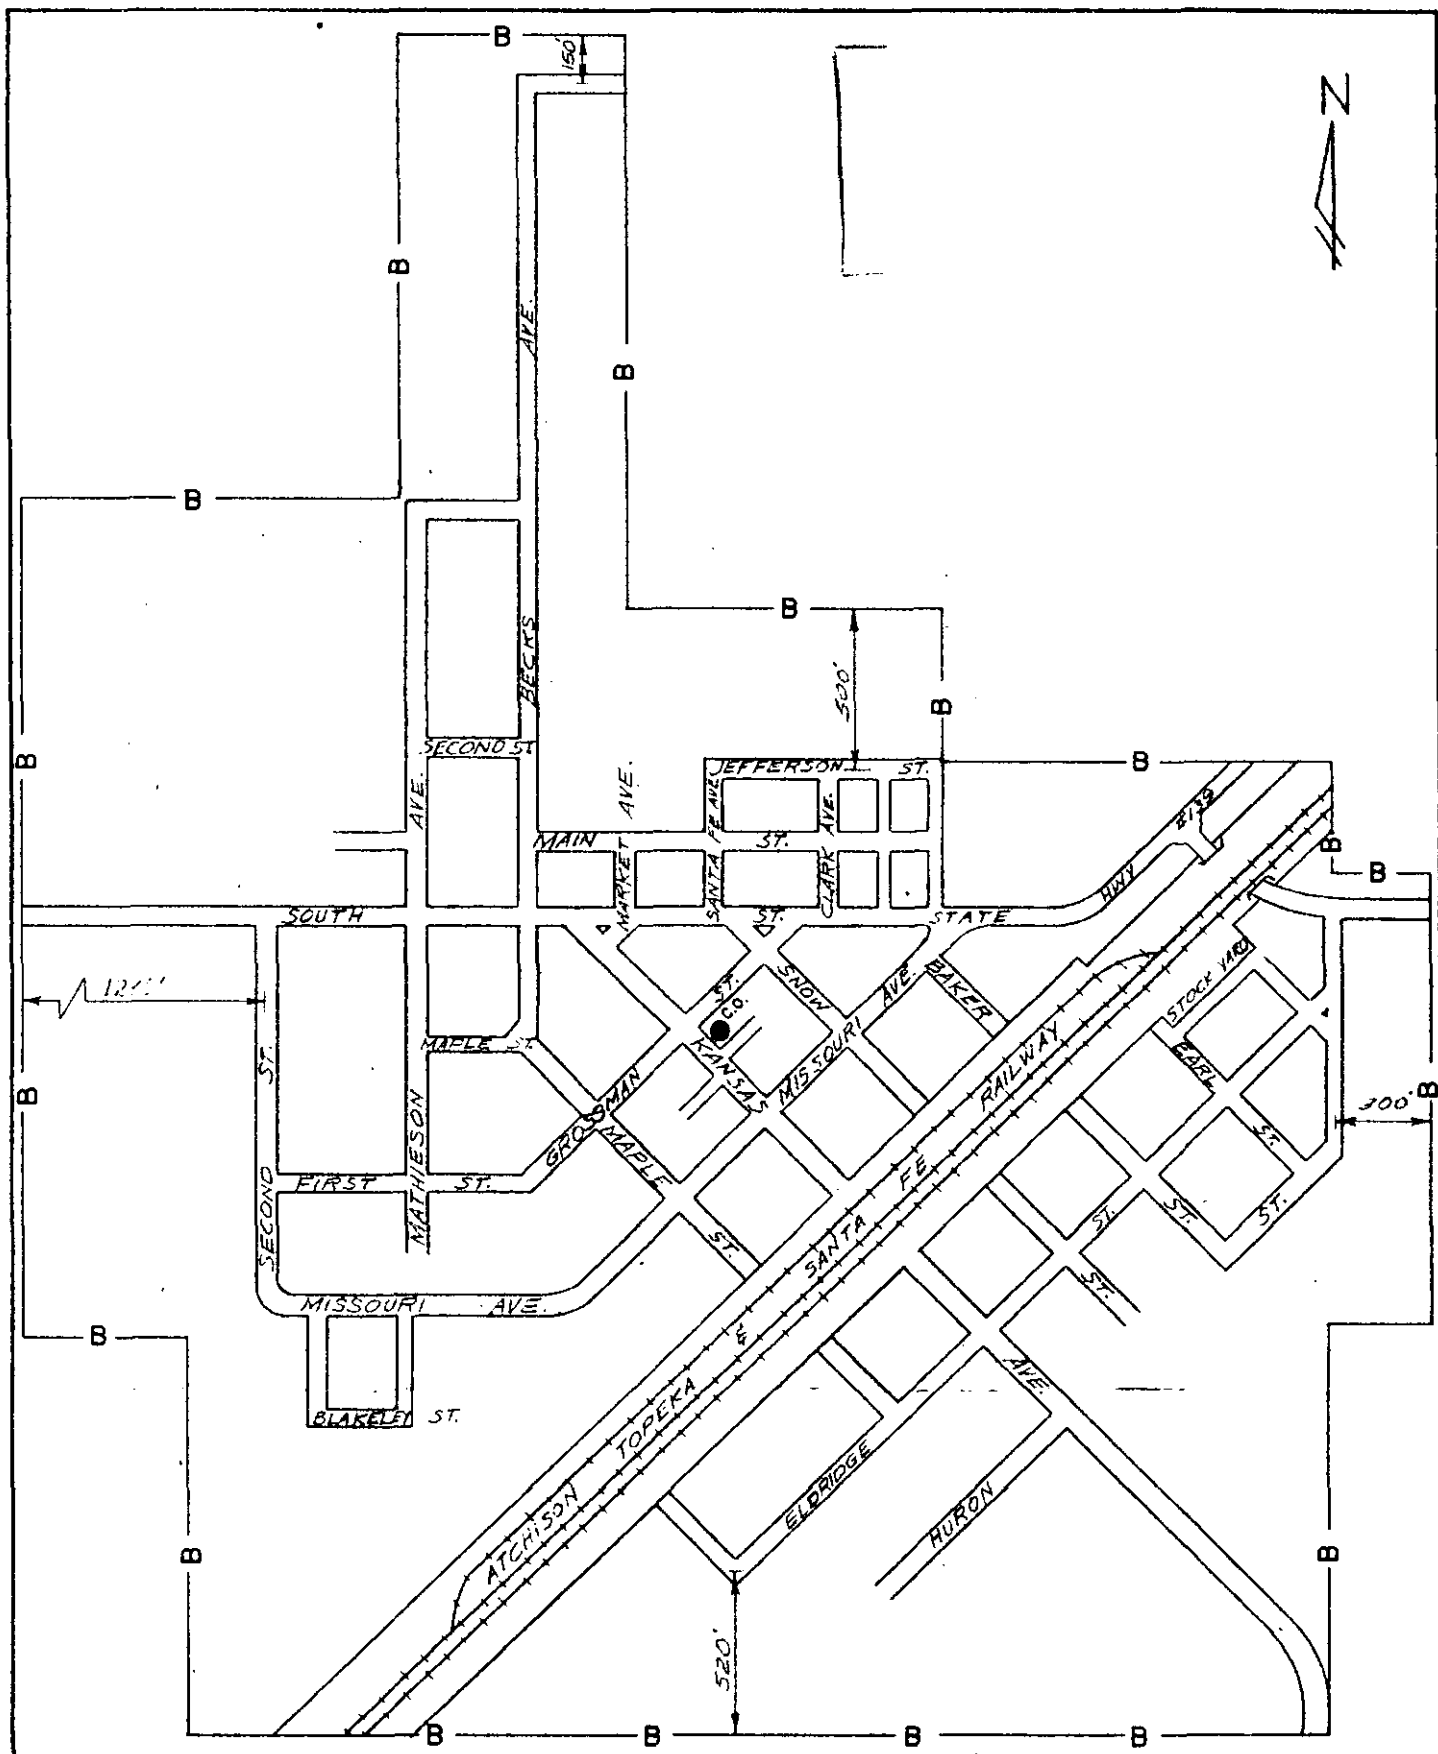 B
150'
N
B
AVE.
B
B
B
BECKS
500'
B
SECOND ST.
AVE.
JEFFERSON ST.
B
B
AVE.
MARKET
MAIN ST.
SANTA FE AVE.
CLARK AVE.
HWY
B
B
SOUTH ST.
STATE
SNOW
ST.
C.O.
AVE.
BAKER
STOCK YARD
MAPLE ST.
KANSAS
MISSOURI
RAILWAY
EARL
ST.
300'
B
B
ST.
GROSSMAN
MAPLE
ST.
MATHIESON
FIRST ST.
SECOND
SANTA FE
ST.
ST.
ST.
ST.
MISSOURI AVE.
B
&
AVE.
BLAKELEY ST.
TOPEKA
ELDRIDGE
HURON
ATCHISON
B
B
520'
B
B
B
B